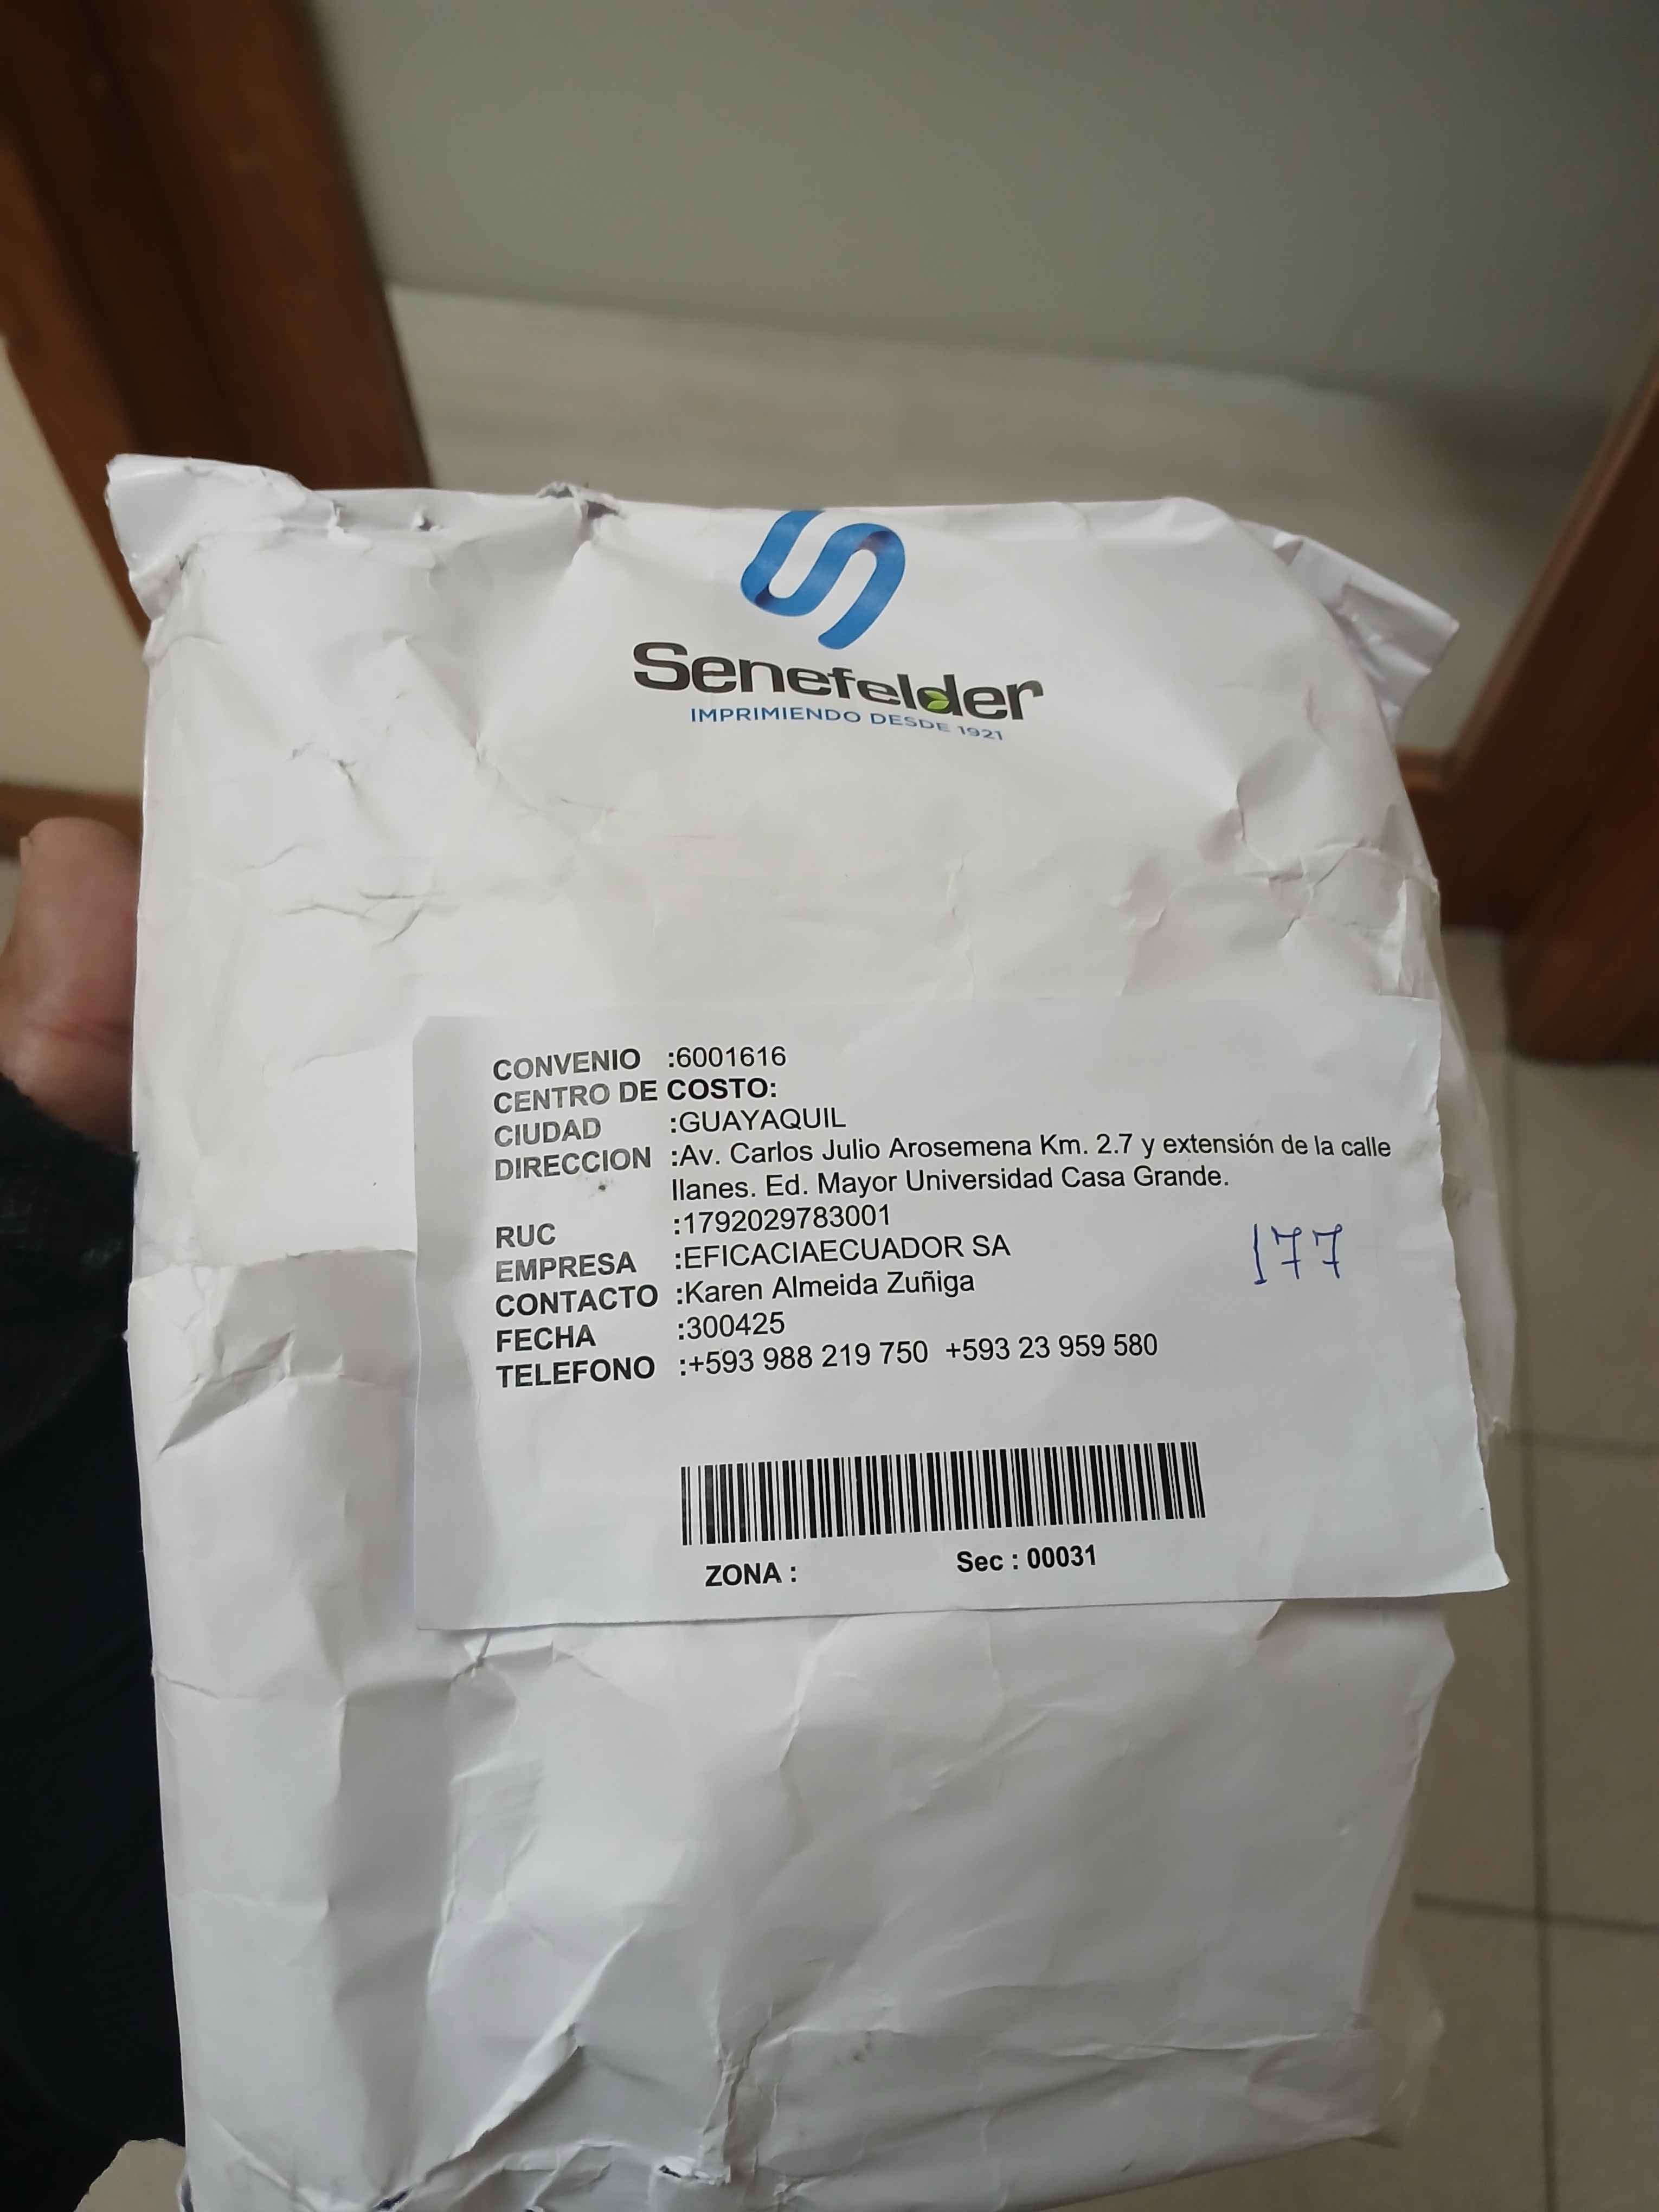 Senefelder
IMPRIMIENDO DESDE 1921
CONVENIO :6001616
CENTRO DE COSTO:
CIUDAD :GUAYAQUIL
DIRECCION :Av. Carlos Julio Arosemena Km. 2.7 y extensión de la calle
Ilanes. Ed. Mayor Universidad Casa Grande.
RUC :1792029783001
EMPRESA :EFICACIAECUADOR SA
177
CONTACTO :Karen Almeida Zuñiga
FECHA :300425
TELEFONO :+593 988 219 750 +593 23 959 580
ZONA : Sec : 00031